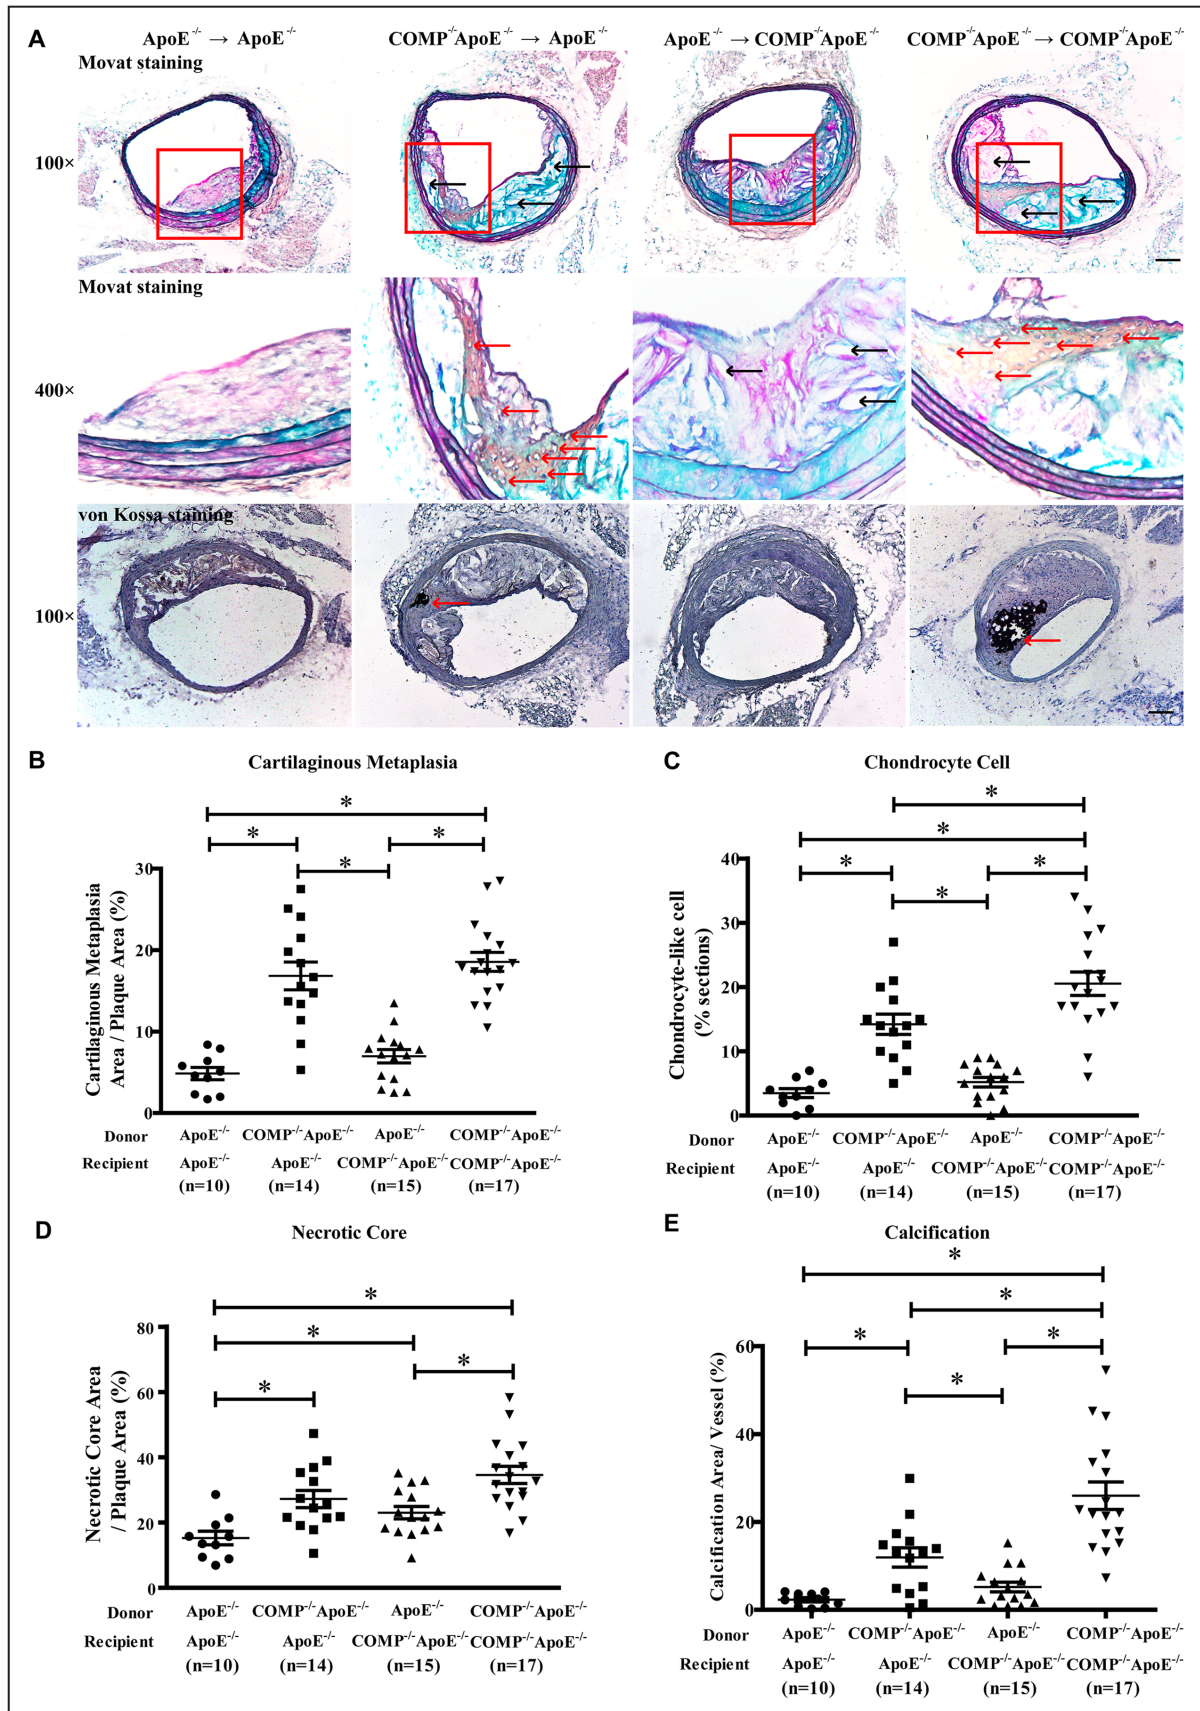 A
ApoE-/- → ApoE-/-
COMP-/-ApoE-/- → ApoE-/-
ApoE-/- → COMP-/-ApoE-/-
COMP-/-ApoE-/- → COMP-/-ApoE-/-
Movat staining
100×
Movat staining
400×
von Kossa staining
100×
B
Cartilaginous Metaplasia
*
*
*
*
Cartilaginous Metaplasia
Area / Plaque Area (%)
30
20
10
0
Donor ApoE-/- COMP-/-ApoE-/- ApoE-/- COMP-/-ApoE-/-
Recipient ApoE-/- ApoE-/- COMP-/-ApoE-/- COMP-/-ApoE-/-
(n=10) (n=14) (n=15) (n=17)
C
Chondrocyte Cell
*
*
*
*
*
Chondrocyte-like cell
(% sections)
40
30
20
10
0
Donor ApoE-/- COMP-/-ApoE-/- ApoE-/- COMP-/-ApoE-/-
Recipient ApoE-/- ApoE-/- COMP-/-ApoE-/- COMP-/-ApoE-/-
(n=10) (n=14) (n=15) (n=17)
D
Necrotic Core
*
*
*
*
Necrotic Core Area
/ Plaque Area (%)
80
60
40
20
0
Donor ApoE-/- COMP-/-ApoE-/- ApoE-/- COMP-/-ApoE-/-
Recipient ApoE-/- ApoE-/- COMP-/-ApoE-/- COMP-/-ApoE-/-
(n=10) (n=14) (n=15) (n=17)
E
Calcification
*
*
*
*
*
Calcification Area/ Vessel (%)
60
40
20
0
Donor ApoE-/- COMP-/-ApoE-/- ApoE-/- COMP-/-ApoE-/-
Recipient ApoE-/- ApoE-/- COMP-/-ApoE-/- COMP-/-ApoE-/-
(n=10) (n=14) (n=15) (n=17)